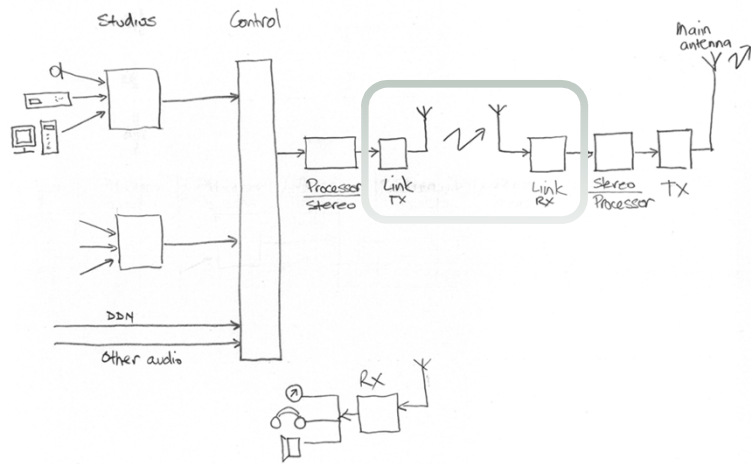 Studios
Control
Main
antenna
Processor
Stereo
Link
TX
Link
RX
Stereo
Processor
TX
DDN
Other audio
RX